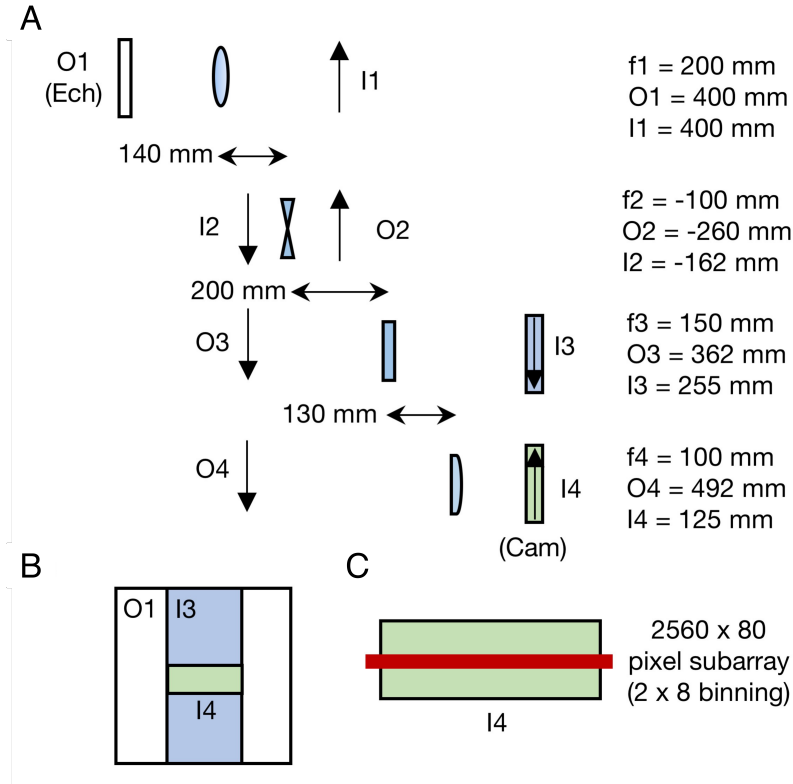 A
O1
(Ech)
I1
f1 = 200 mm
O1 = 400 mm
I1 = 400 mm
140 mm
I2
O2
f2 = -100 mm
O2 = -260 mm
I2 = -162 mm
200 mm
O3
I3
f3 = 150 mm
O3 = 362 mm
I3 = 255 mm
130 mm
O4
I4
f4 = 100 mm
O4 = 492 mm
I4 = 125 mm
(Cam)
B
O1
I3
I4
C
I4
2560 x 80
pixel subarray
(2 x 8 binning)